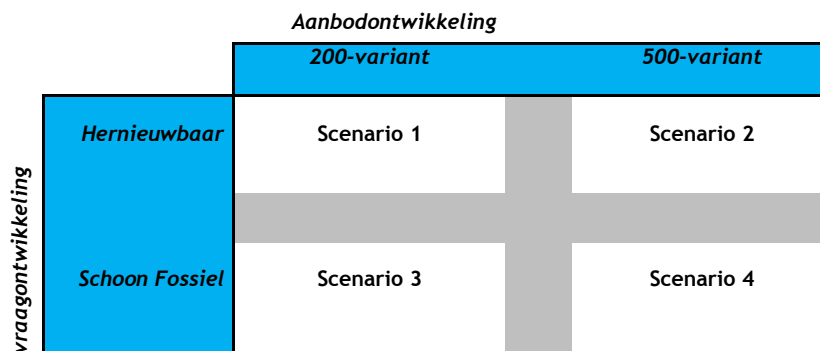 Aanbodontwikkeling
200-variant 500-variant
Hernieuwbaar Scenario 1 Scenario 2
vraagontwikkeling
Schoon Fossiel Scenario 3 Scenario 4